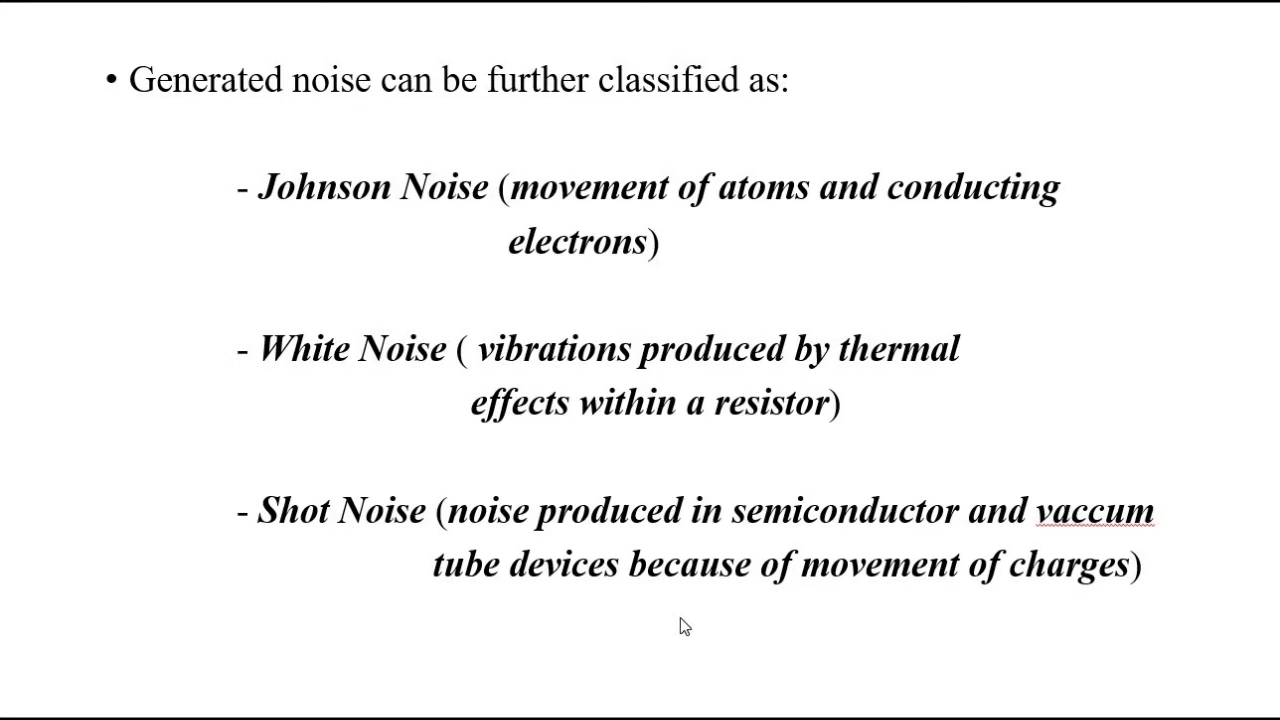 • Generated noise can be further classified as:
- Johnson Noise (movement of atoms and conducting
electrons)
- White Noise ( vibrations produced by thermal
effects within a resistor)
- Shot Noise (noise produced in semiconductor and vaccum
tube devices because of movement of charges)